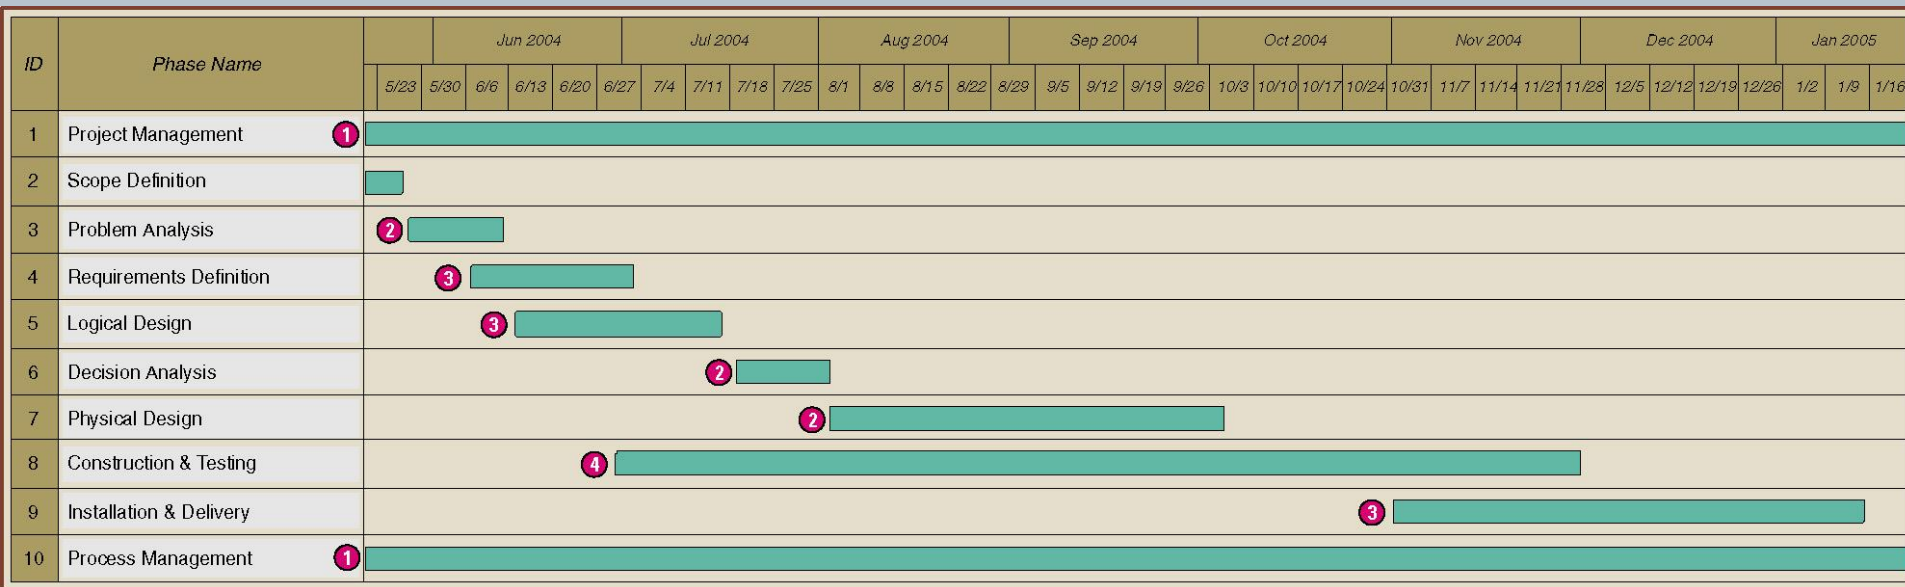 ID Phase Name Jun 2004 Jul 2004 Aug 2004 Sep 2004 Oct 2004 Nov 2004 Dec 2004 Jan 2005
5/23 5/30 6/6 6/13 6/20 6/27 7/4 7/11 7/18 7/25 8/1 8/8 8/15 8/22 8/29 9/5 9/12 9/19 9/26 10/3 10/10 10/17 10/24 10/31 11/7 11/14 11/21 11/28 12/5 12/12 12/19 12/26 1/2 1/9 1/16
1 Project Management 1
2 Scope Definition
3 Problem Analysis 2
4 Requirements Definition 3
5 Logical Design 3
6 Decision Analysis 2
7 Physical Design 2
8 Construction & Testing 4
9 Installation & Delivery 3
10 Process Management 1